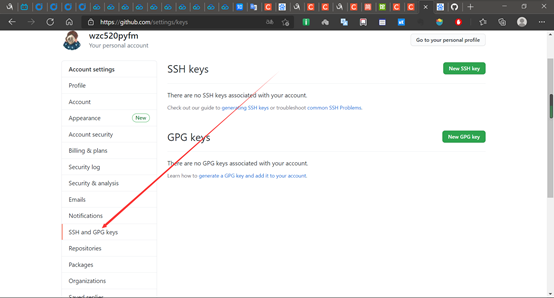 https://github.com/settings/keys
wzc520pyfm
Your personal account
Go to your personal profile
Account settings
Profile
Account
Appearance New
Account security
Billing & plans
Security log
Security & analysis
Emails
Notifications
SSH and GPG keys
Repositories
Packages
Organizations
Saved replies
SSH keys
New SSH key
There are no SSH keys associated with your account.
Check out our guide to generating SSH keys or troubleshoot common SSH Problems.
GPG keys
New GPG key
There are no GPG keys associated with your account.
Learn how to generate a GPG key and add it to your account.